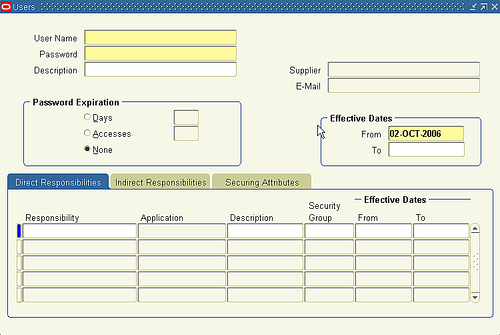 Users
User Name
Password
Description
Supplier
E-Mail
Password Expiration
Days
Accesses
None
Effective Dates
From 02-OCT-2006
To
Direct Responsibilities Indirect Responsibilities Securing Attributes
Effective Dates
Responsibility Application Description Security Group From To